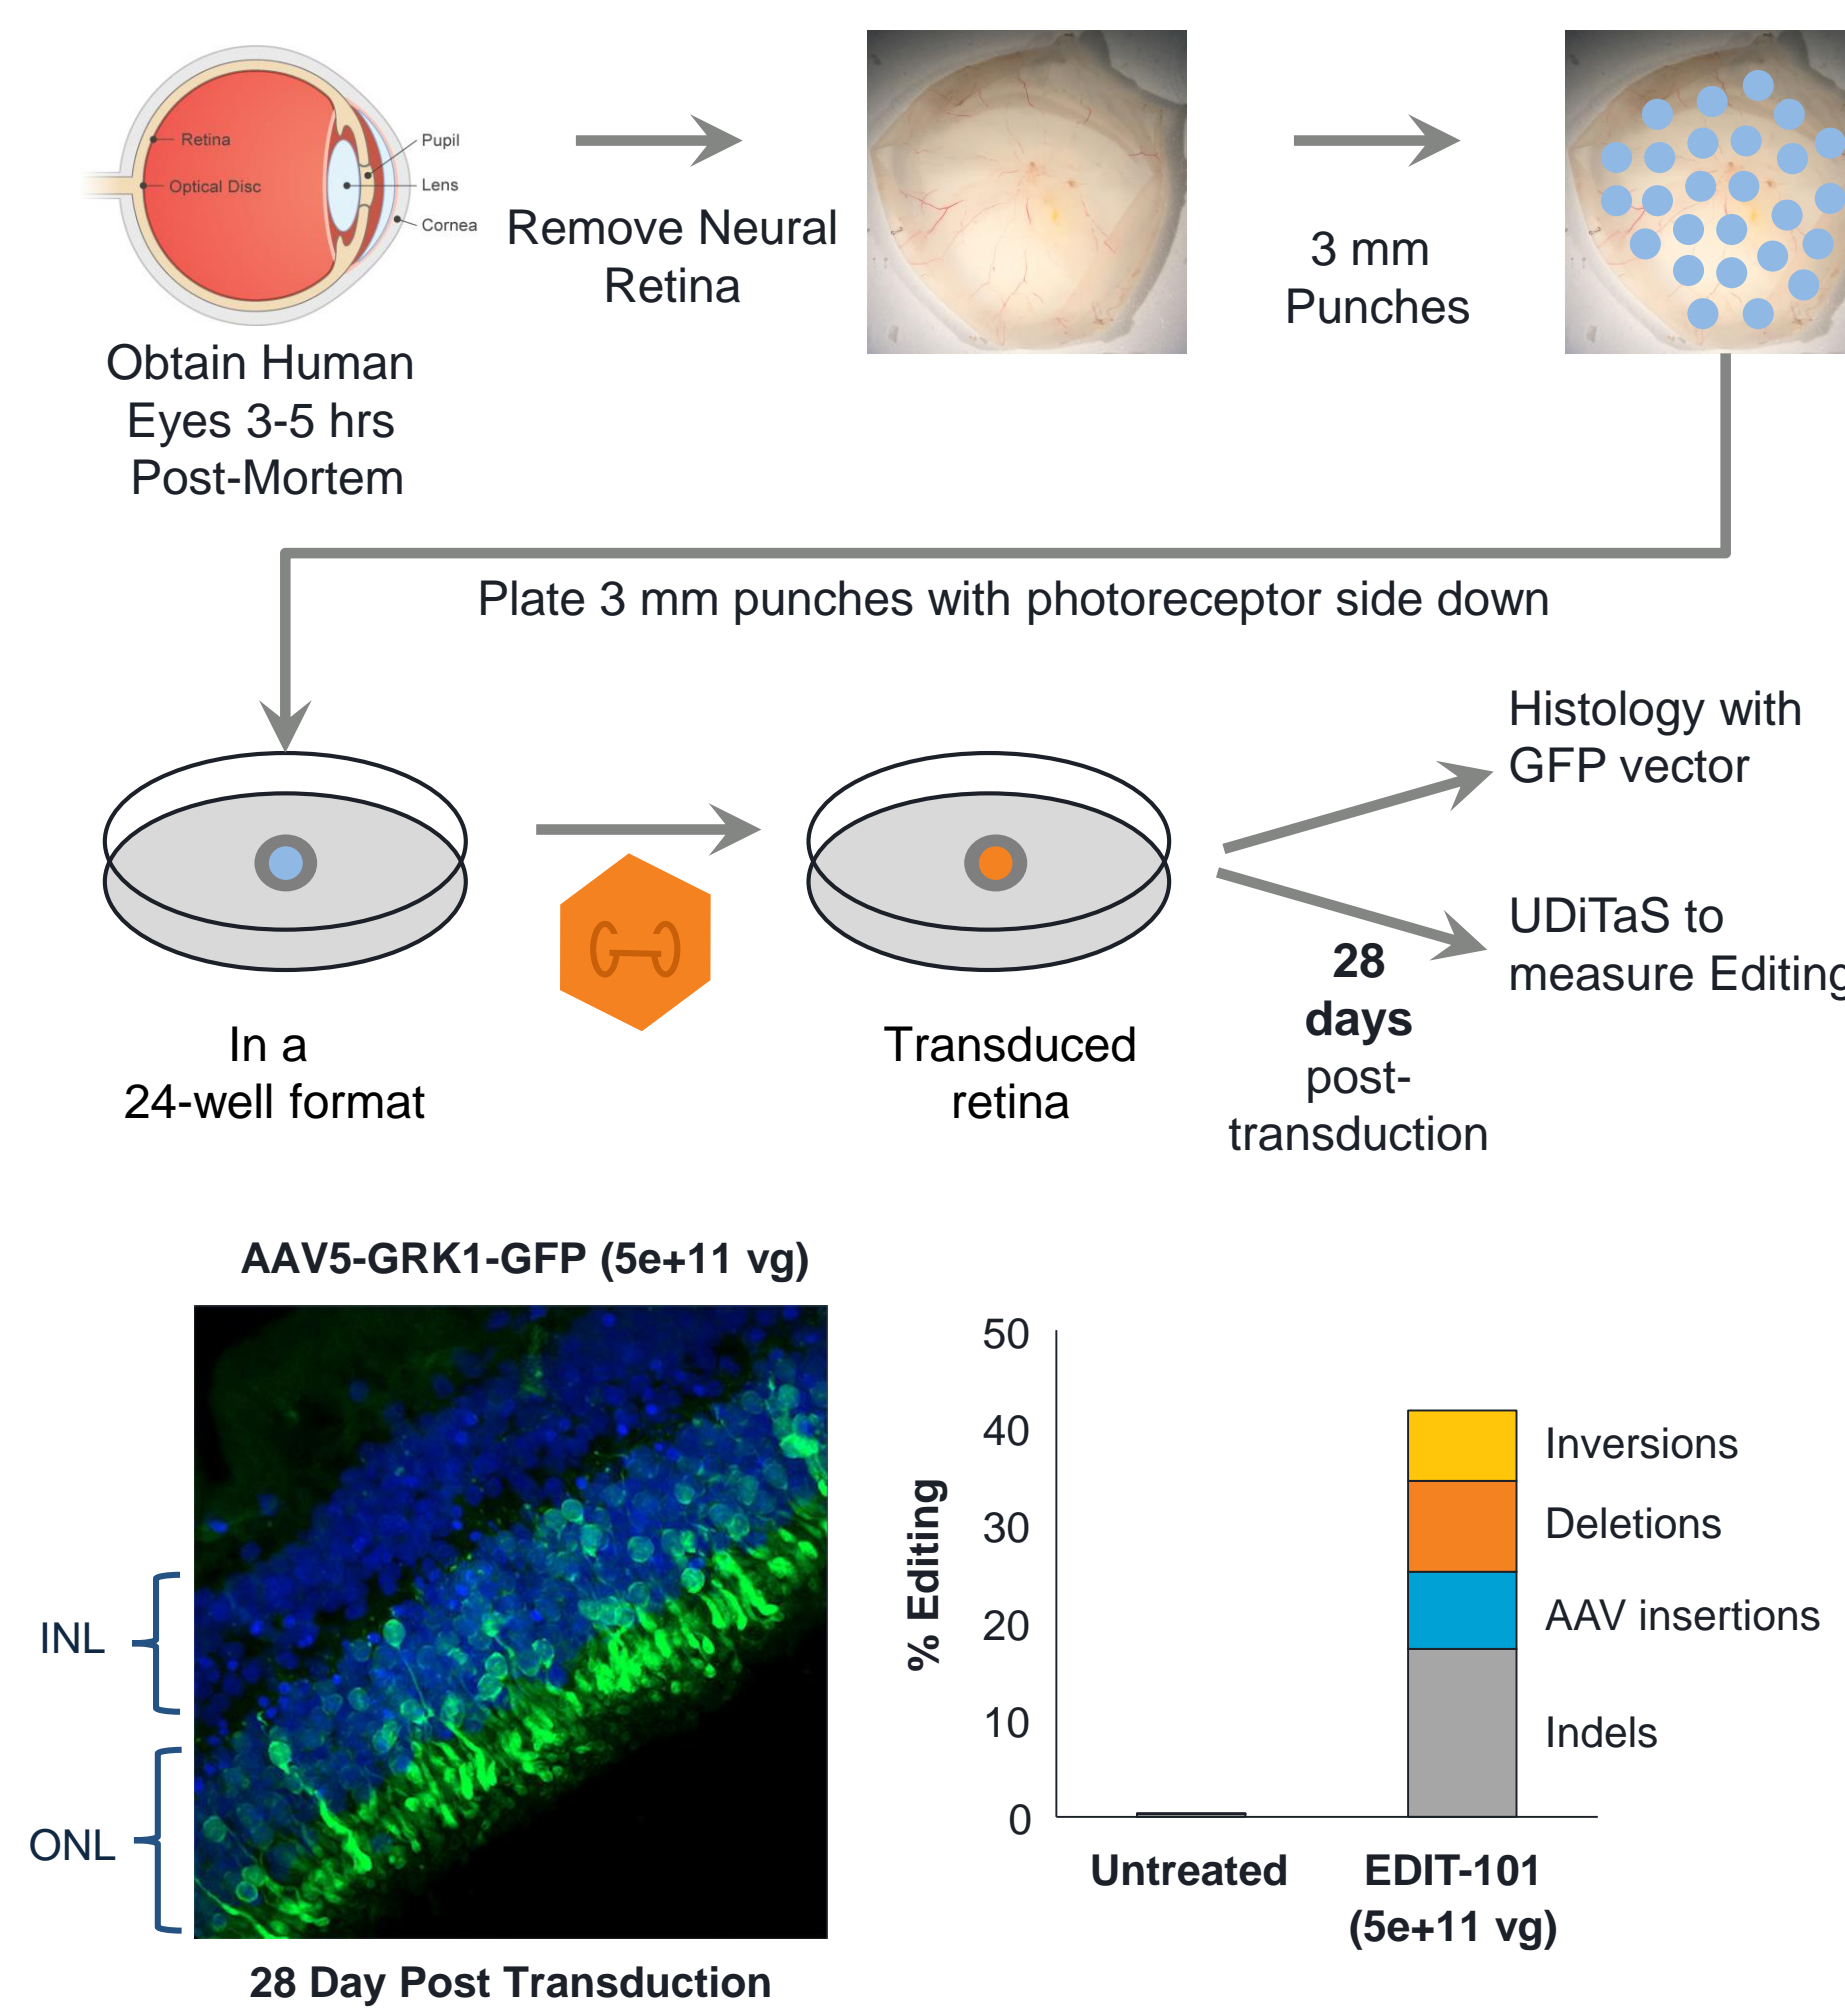 Retina
Optical Disc
Pupil
Lens
Cornea
Obtain Human
Eyes 3-5 hrs
Post-Mortem
Remove Neural
Retina
3 mm
Punches
Plate 3 mm punches with photoreceptor side down
In a
24-well format
Transduced
retina
28
days
post-
transduction
Histology with
GFP vector
UDiTaS to
measure Editing
AAV5-GRK1-GFP (5e+11 vg)
INL
ONL
28 Day Post Transduction
% Editing
50
40
30
20
10
0
Inversions
Deletions
AAV insertions
Indels
Untreated
EDIT-101
(5e+11 vg)